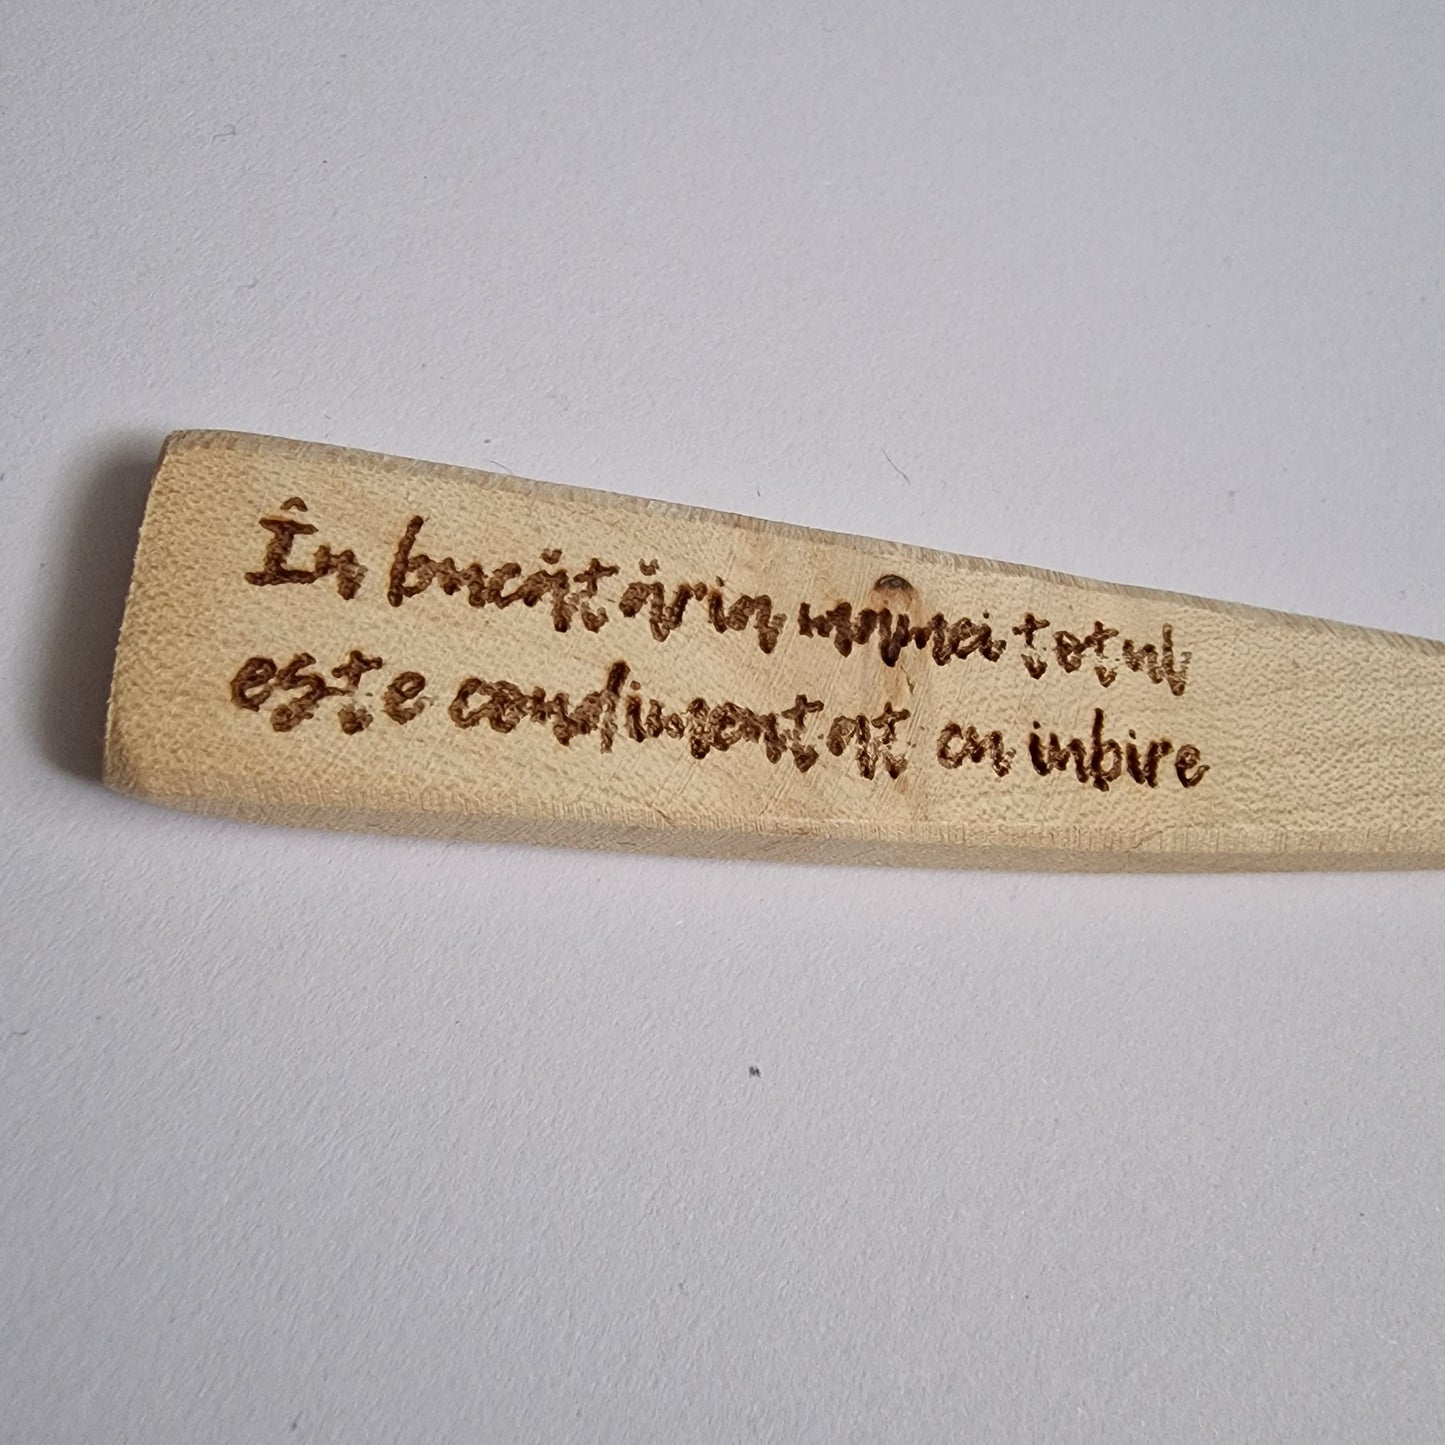 În bucătăria mamei totul
este condimentat cu iubire